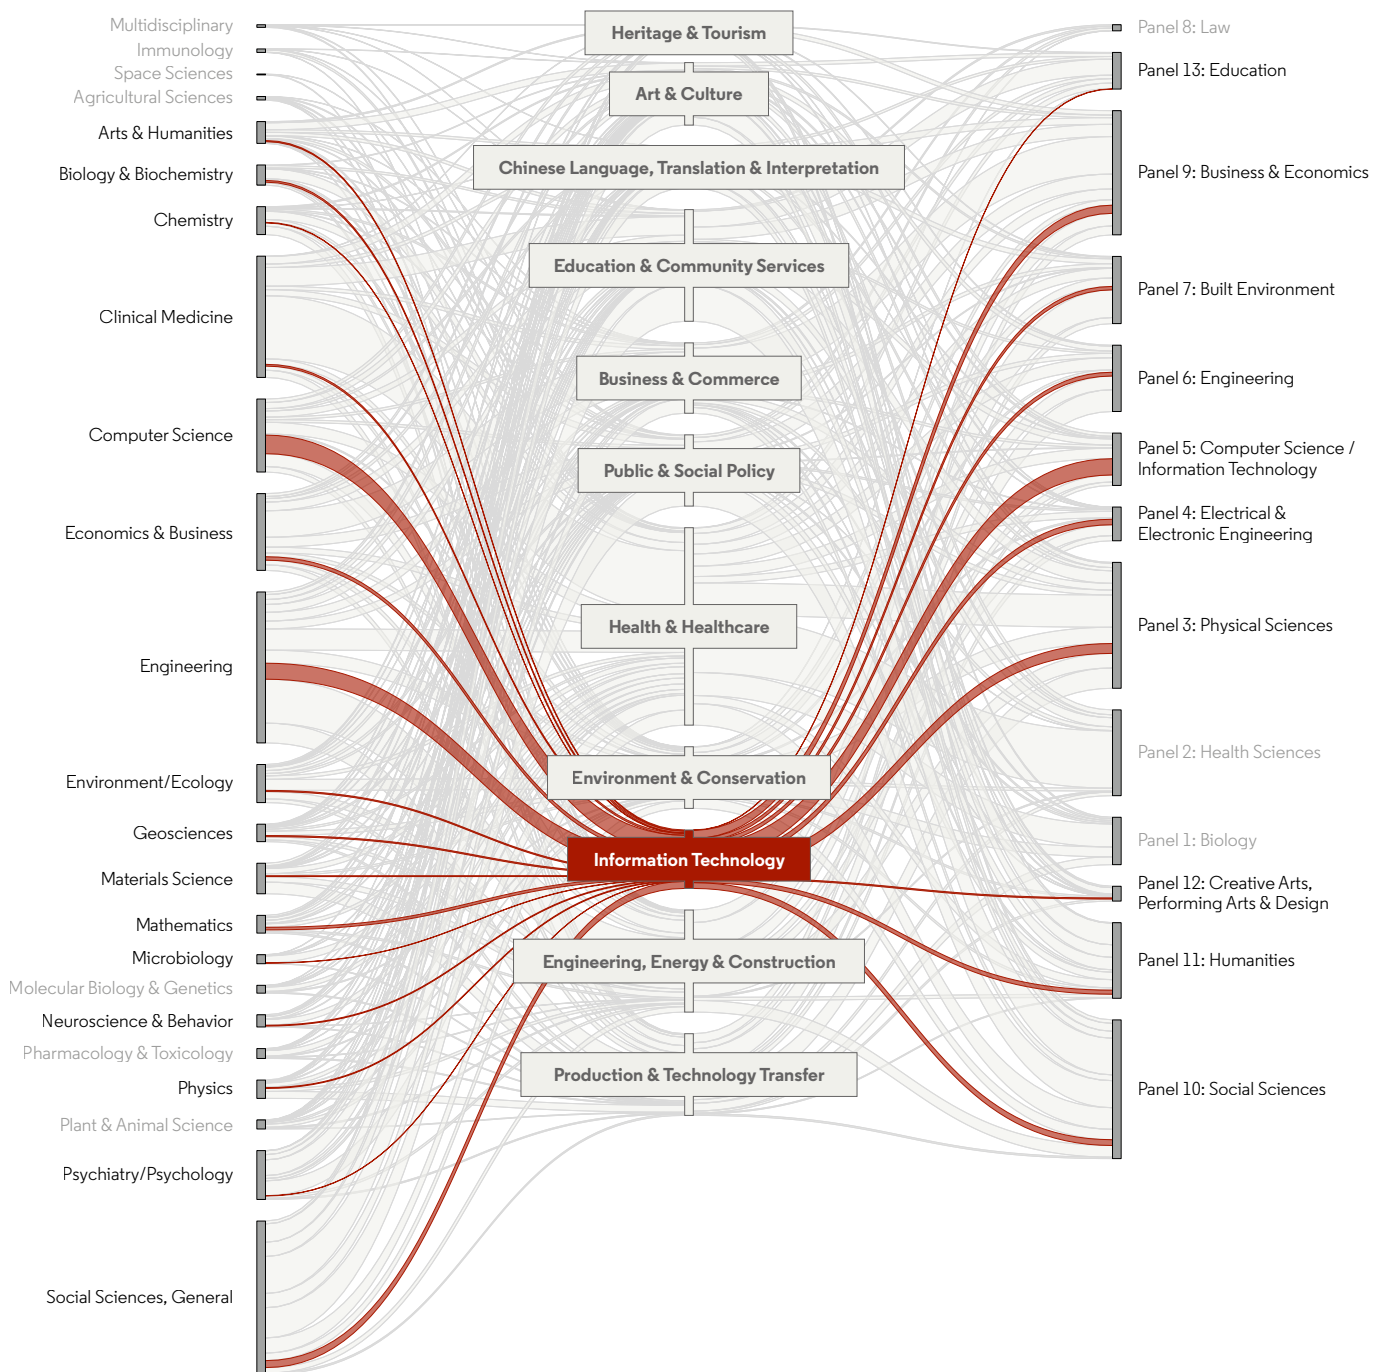 Multidisciplinary
Immunology
Space Sciences
Agricultural Sciences
Arts & Humanities
Biology & Biochemistry
Chemistry
Clinical Medicine
Computer Science
Economics & Business
Engineering
Environment/Ecology
Geosciences
Materials Science
Mathematics
Microbiology
Molecular Biology & Genetics
Neuroscience & Behavior
Pharmacology & Toxicology
Physics
Plant & Animal Science
Psychiatry/Psychology
Social Sciences, General
Heritage & Tourism
Art & Culture
Chinese Language, Translation & Interpretation
Education & Community Services
Business & Commerce
Public & Social Policy
Health & Healthcare
Environment & Conservation
Information Technology
Engineering, Energy & Construction
Production & Technology Transfer
Panel 8: Law
Panel 13: Education
Panel 9: Business & Economics
Panel 7: Built Environment
Panel 6: Engineering
Panel 5: Computer Science /
Information Technology
Panel 4: Electrical &
Electronic Engineering
Panel 3: Physical Sciences
Panel 2: Health Sciences
Panel 1: Biology
Panel 12: Creative Arts,
Performing Arts & Design
Panel 11: Humanities
Panel 10: Social Sciences